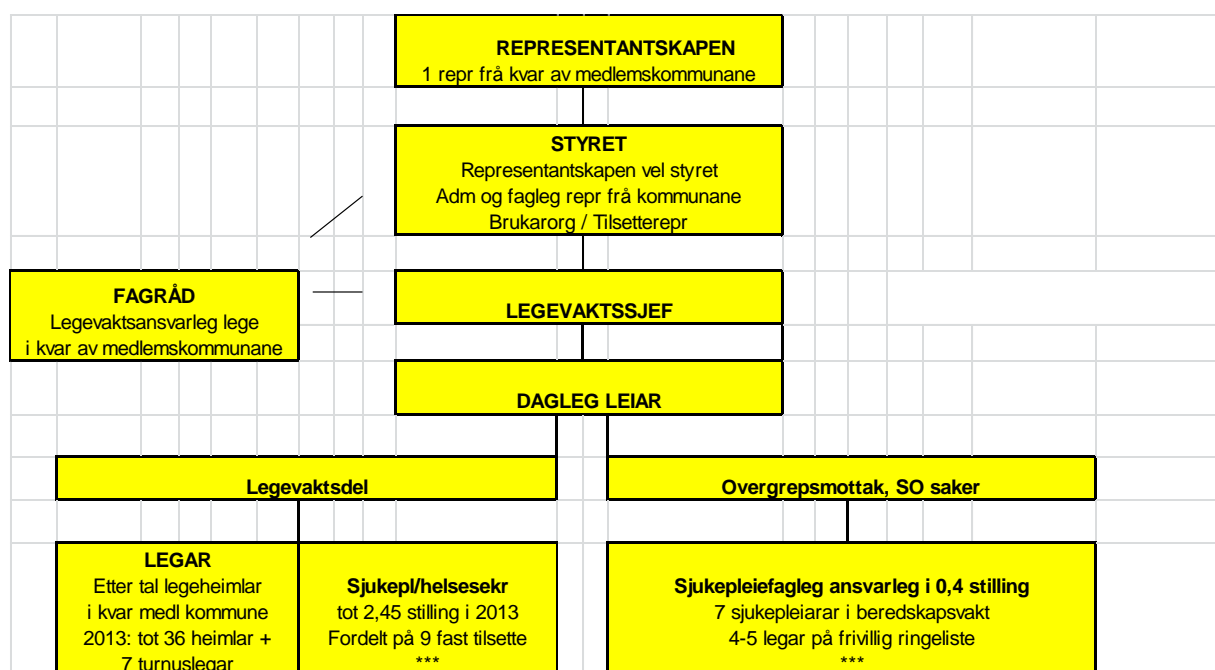 REPRESENTANTSKAPEN
1 repr frå kvar av medlemskommunane
STYRET
Representantskapen vel styret
Adm og fagleg repr frå kommunane
Brukarorg / Tilsetterepr
FAGRÅD
Legevaktsansvarleg lege
i kvar av medlemskommunane
LEGEVAKTSSJEF
DAGLEG LEIAR
Legevaktsdel
Overgrepsmottak, SO saker
LEGAR
Etter tal legeheimlar
i kvar medl kommune
2013: tot 36 heimlar +
7 turnuslegar
Sjukepl/helsesekr
tot 2,45 stilling i 2013
Fordelt på 9 fast tilsette
***
Sjukepleiefagleg ansvarleg i 0,4 stilling
7 sjukepleiarar i beredskapsvakt
4-5 legar på frivillig ringeliste
***